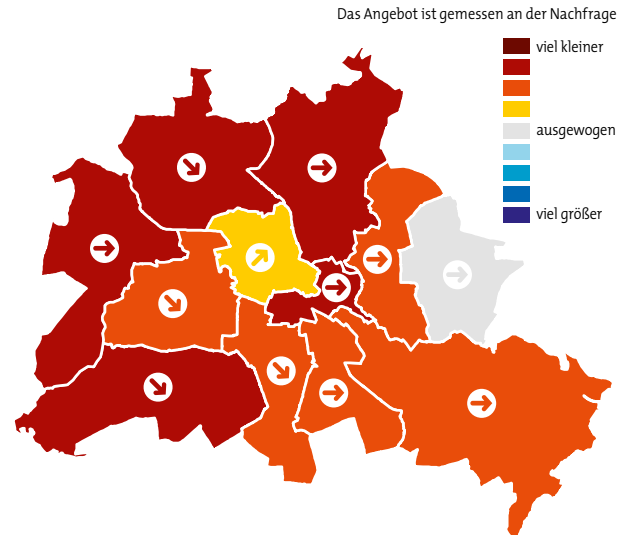 Das Angebot ist gemessen an der Nachfrage
viel kleiner
ausgewogen
viel größer